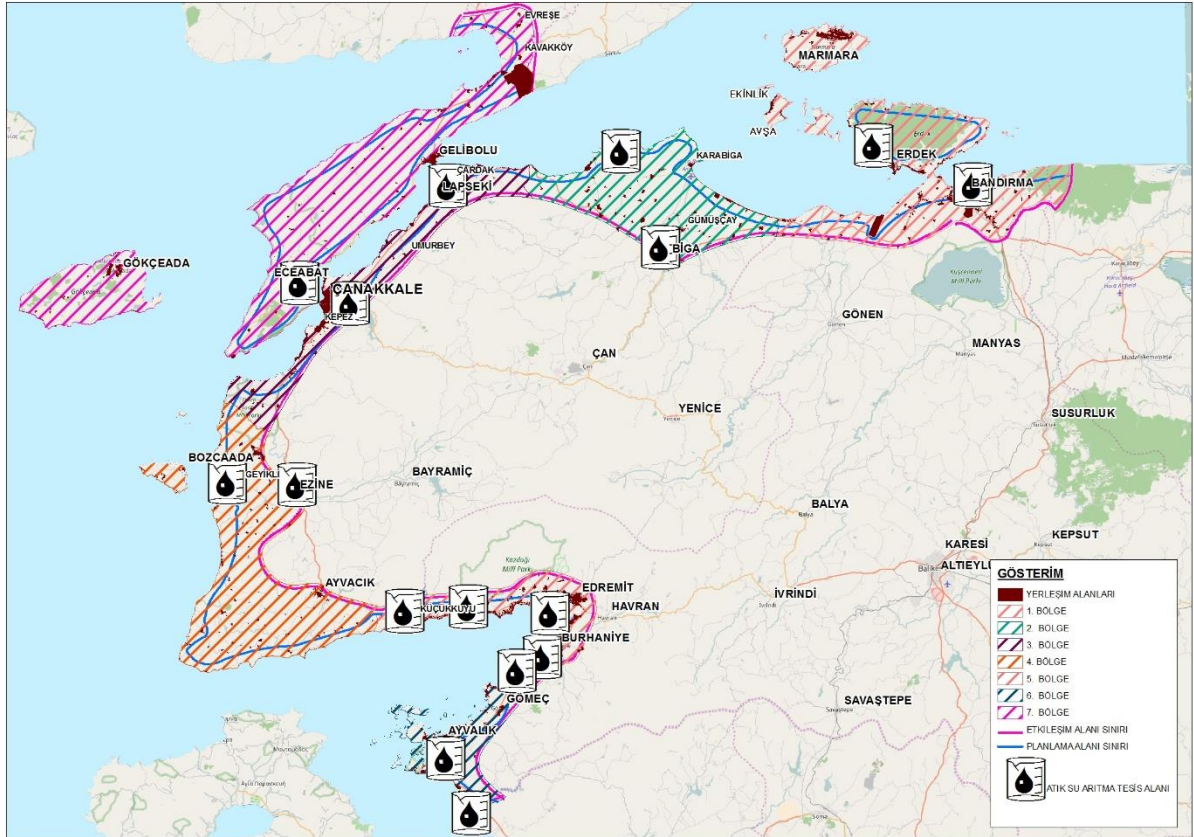 EVREŞE
KAVAKKÖY
MARMARA
EKİNLİK
AVŞA
ERDEK
BANDIRMA
GELİBOLU
ÇARDAK
LAPSEKİ
KARABİGA
GÜMÜŞÇAY
BİGA
UMURBEY
GÖKÇEADA
ECEABAT
ÇANAKKALE
KEPEZ
GÖNEN
MANYAS
ÇAN
YENİCE
SUSURLUK
BOZCAADA
GEYİKLİ
EZİNE
BAYRAMİÇ
BALYA
KEPSUT
KARESİ
ALTIEYLÜ
AYVACIK
KÜÇÜKKUYU
EDREMİT
HAVRAN
İVRİNDİ
BURHANİYE
GÖMEÇ
AYVALIK
SAVAŞTEPE
GÖSTERİM
YERLEŞİM ALANLARI
1. BÖLGE
2. BÖLGE
3. BÖLGE
4. BÖLGE
5. BÖLGE
6. BÖLGE
7. BÖLGE
ETKİLEŞİM ALANI SINIRI
PLANLAMA ALANI SINIRI
ATIK SU ARITMA TESİS ALANI